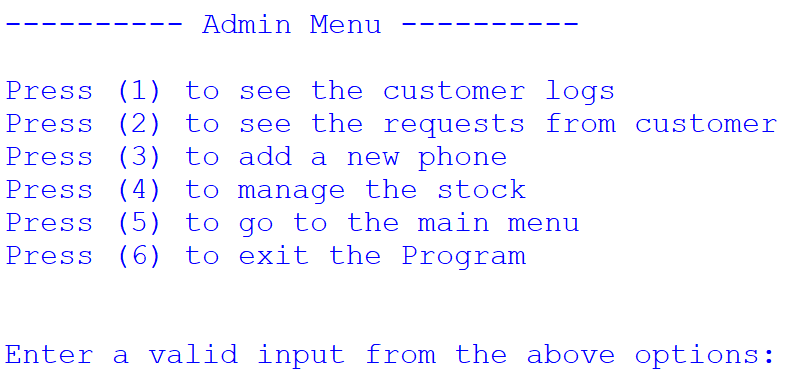 ---------- Admin Menu ----------
Press (1) to see the customer logs
Press (2) to see the requests from customer
Press (3) to add a new phone
Press (4) to manage the stock
Press (5) to go to the main menu
Press (6) to exit the Program
Enter a valid input from the above options: